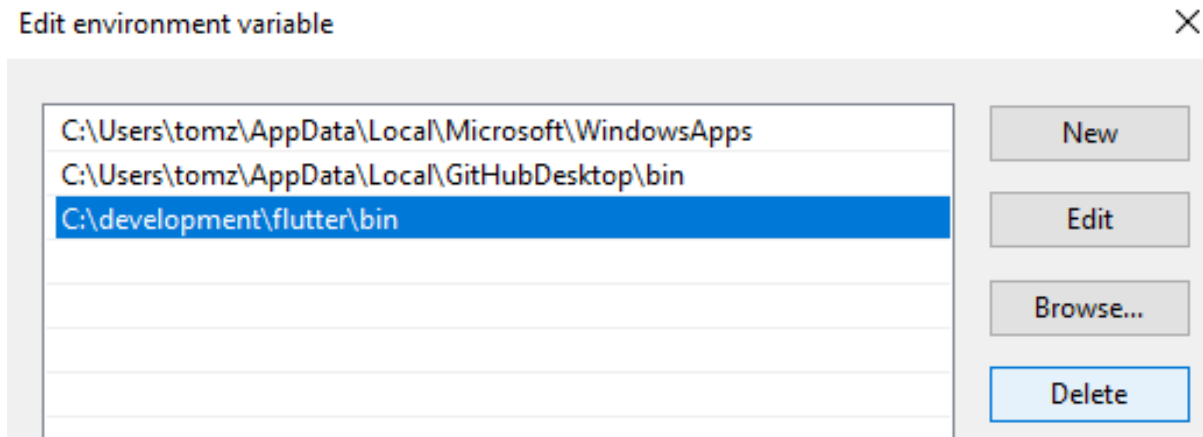 Edit environment variable
C:\Users\tomz\AppData\Local\Microsoft\WindowsApps
C:\Users\tomz\AppData\Local\GitHubDesktop\bin
C:\development\flutter\bin
New
Edit
Browse...
Delete